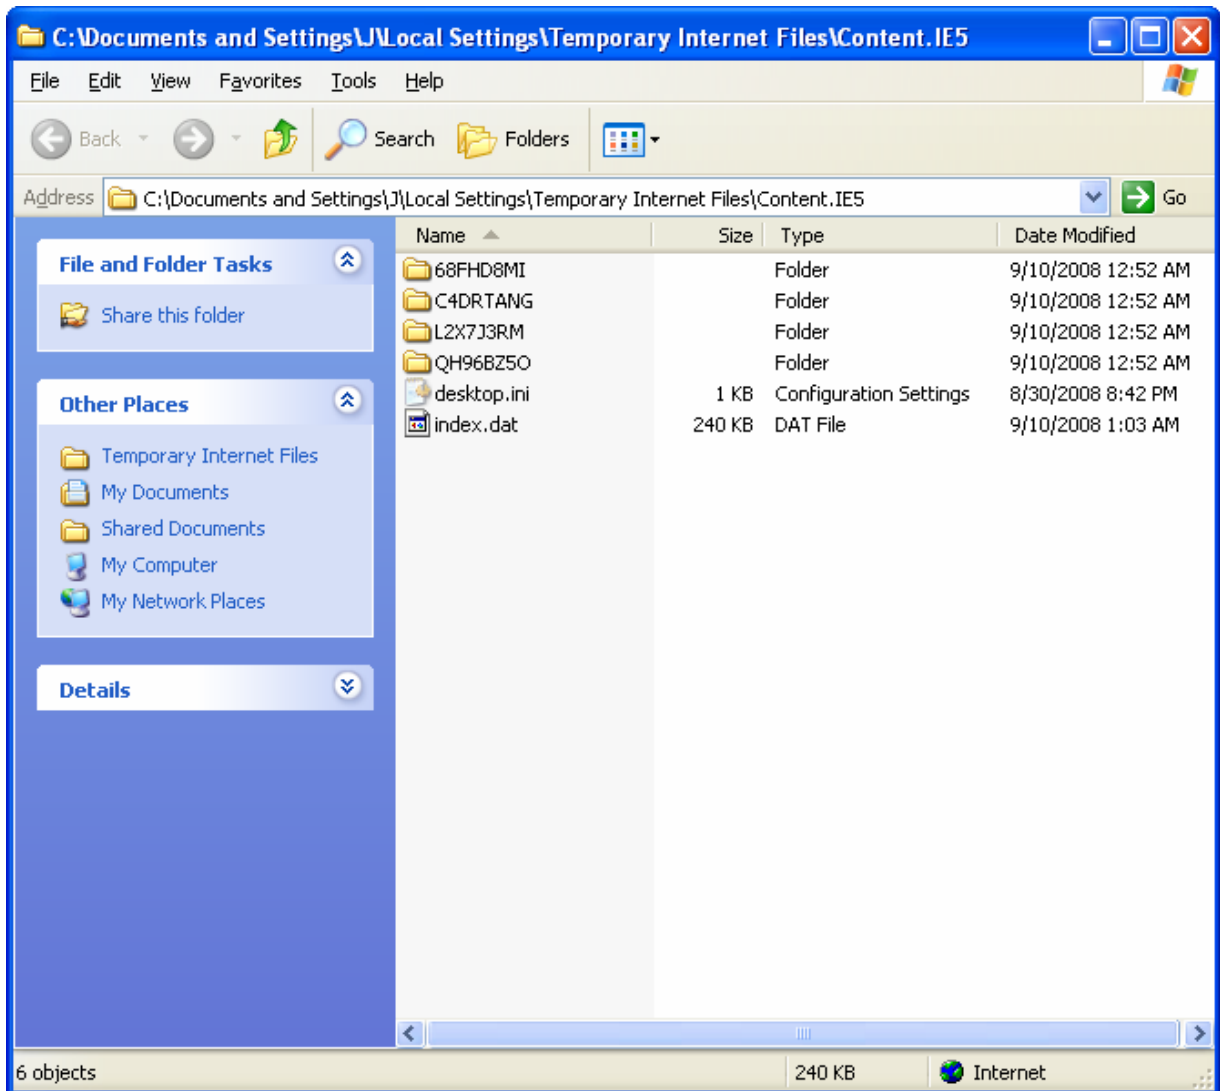 C:\Documents and Settings\J\Local Settings\Temporary Internet Files\Content.IE5
File Edit View Favorites Tools Help
Back Search Folders
Address C:\Documents and Settings\J\Local Settings\Temporary Internet Files\Content.IE5 Go
File and Folder Tasks
Share this folder
Other Places
Temporary Internet Files
My Documents
Shared Documents
My Computer
My Network Places
Details
Name Size Type Date Modified
68FHD8MI Folder 9/10/2008 12:52 AM
C4DRTANG Folder 9/10/2008 12:52 AM
L2X7J3RM Folder 9/10/2008 12:52 AM
QH96BZ5O Folder 9/10/2008 12:52 AM
desktop.ini 1 KB Configuration Settings 8/30/2008 8:42 PM
index.dat 240 KB DAT File 9/10/2008 1:03 AM
6 objects 240 KB Internet